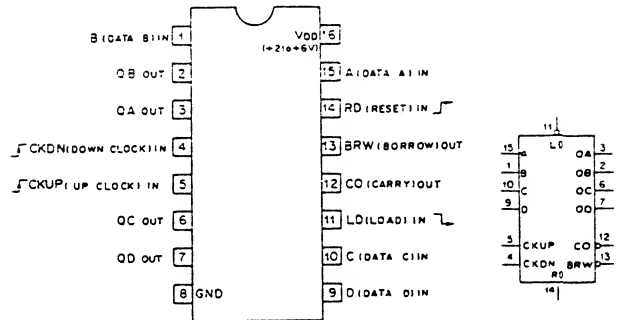 B (DATA B) IN 1
QB OUT 2
QA OUT 3
CKDN(DOWN CLOCK) IN 4
CKUP( UP CLOCK) IN 5
QC OUT 6
QD OUT 7
8 GND
VDD 16
(+2 to +6V)
15 A (DATA A) IN
14 RD (RESET) IN
13 BRW (BORROW) OUT
12 CO (CARRY) OUT
11 LD (LOAD) IN
10 C (DATA C) IN
9 D (DATA D) IN
11
LD
15 A QA 3
1 B QB 2
10 C QC 6
9 D QD 7
5 CKUP CO 12
4 CKDN BRW 13
RD
14